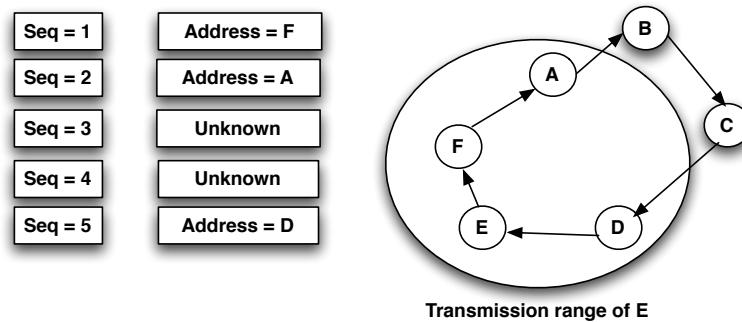 Seq = 1 Address = F
Seq = 2 Address = A
Seq = 3 Unknown
Seq = 4 Unknown
Seq = 5 Address = D
B
A
C
F
E
D
Transmission range of E